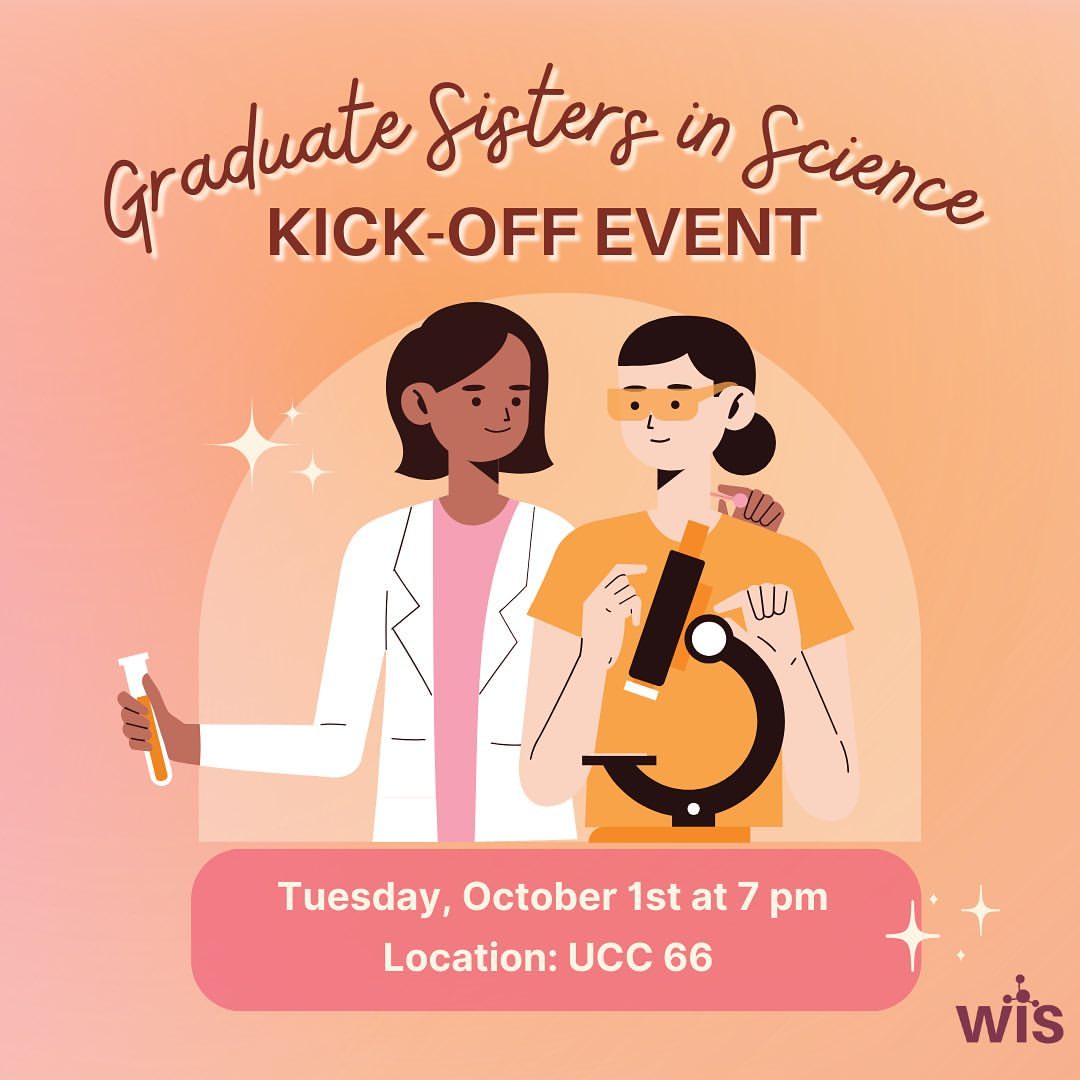 Graduate Sisters in Science
KICK-OFF EVENT
Tuesday, October 1st at 7 pm
Location: UCC 66
wis